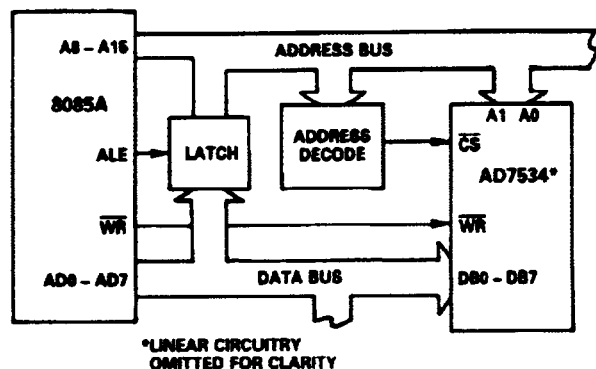 A8 – A15
ADDRESS BUS
8085A
A1 A0
ALE
LATCH
ADDRESS
DECODE
CS
AD7534*
WR
WR
AD0 – AD7
DATA BUS
DB0 – DB7
*LINEAR CIRCUITRY
OMITTED FOR CLARITY